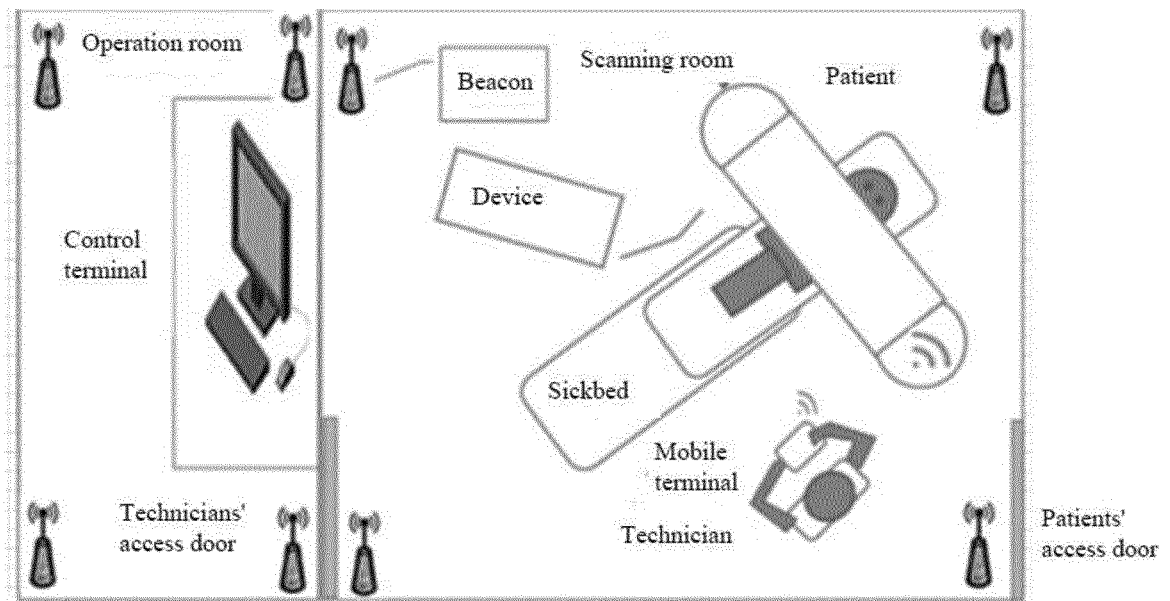 Operation room
Beacon
Scanning room
Patient
Device
Control
terminal
Sickbed
Mobile
terminal
Technicians'
access door
Technician
Patients'
access door